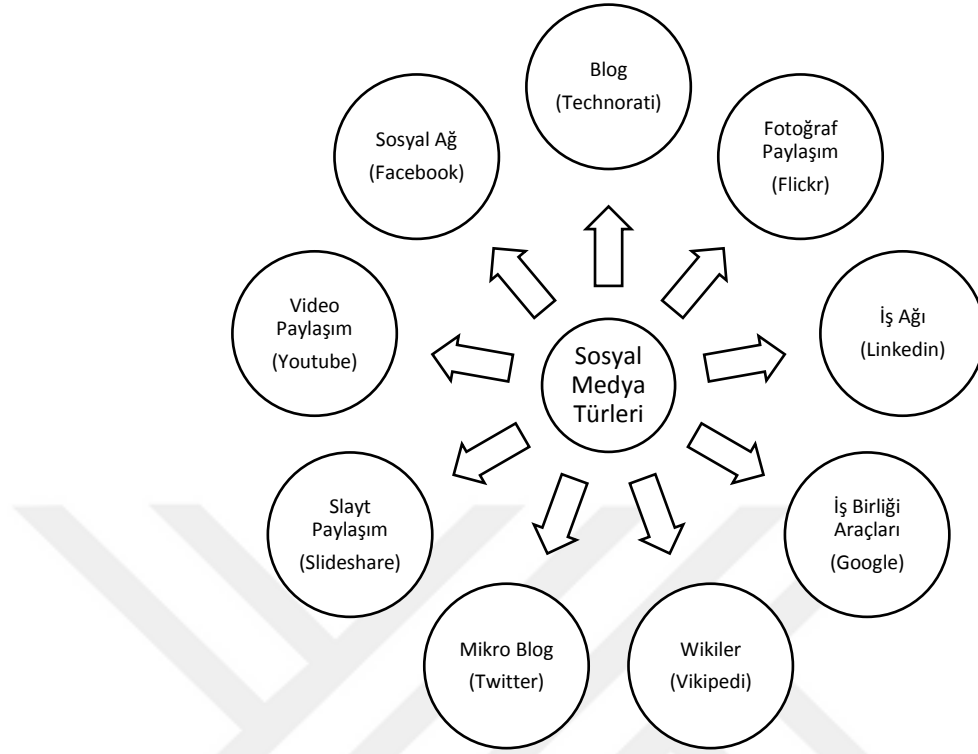 Blog
(Technorati)
Fotoğraf
Paylaşım
(Flickr)
İş Ağı
(Linkedin)
İş Birliği
Araçları
(Google)
Wikiler
(Vikipedi)
Mikro Blog
(Twitter)
Slayt
Paylaşım
(Slideshare)
Video
Paylaşım
(Youtube)
Sosyal Ağ
(Facebook)
Sosyal
Medya
Türleri